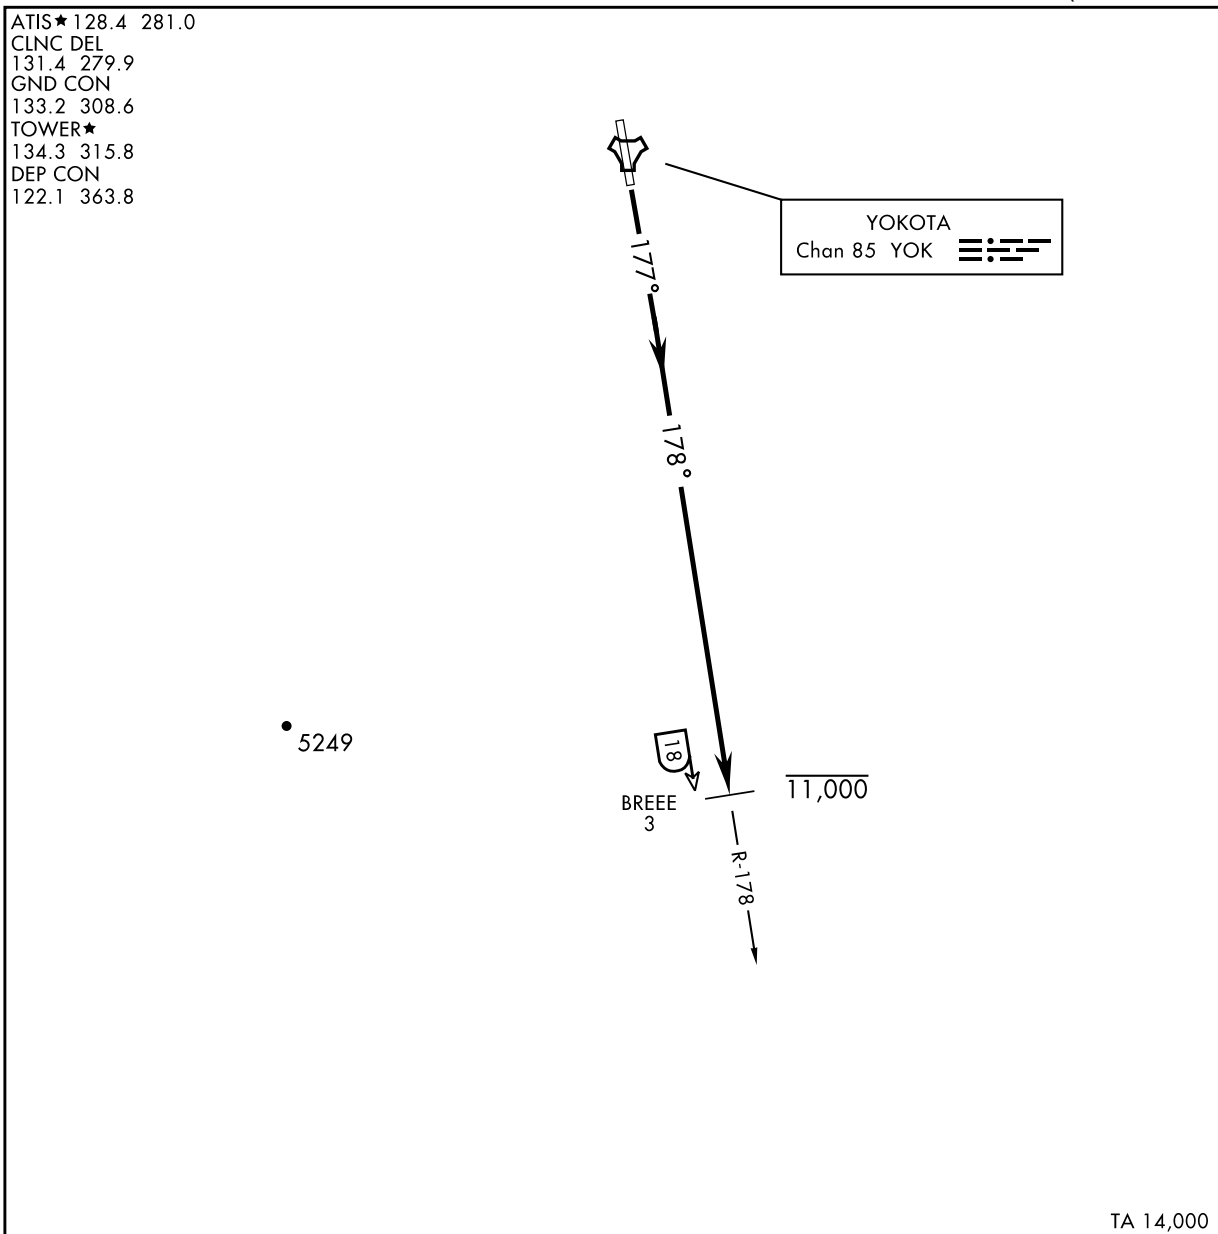 ATIS★ 128.4 281.0
CLNC DEL
131.4 279.9
GND CON
133.2 308.6
TOWER★
134.3 315.8
DEP CON
122.1 363.8
YOKOTA
Chan 85 YOK
177°
178°
5249
18
BREEE
3
11,000
R-178
TA 14,000